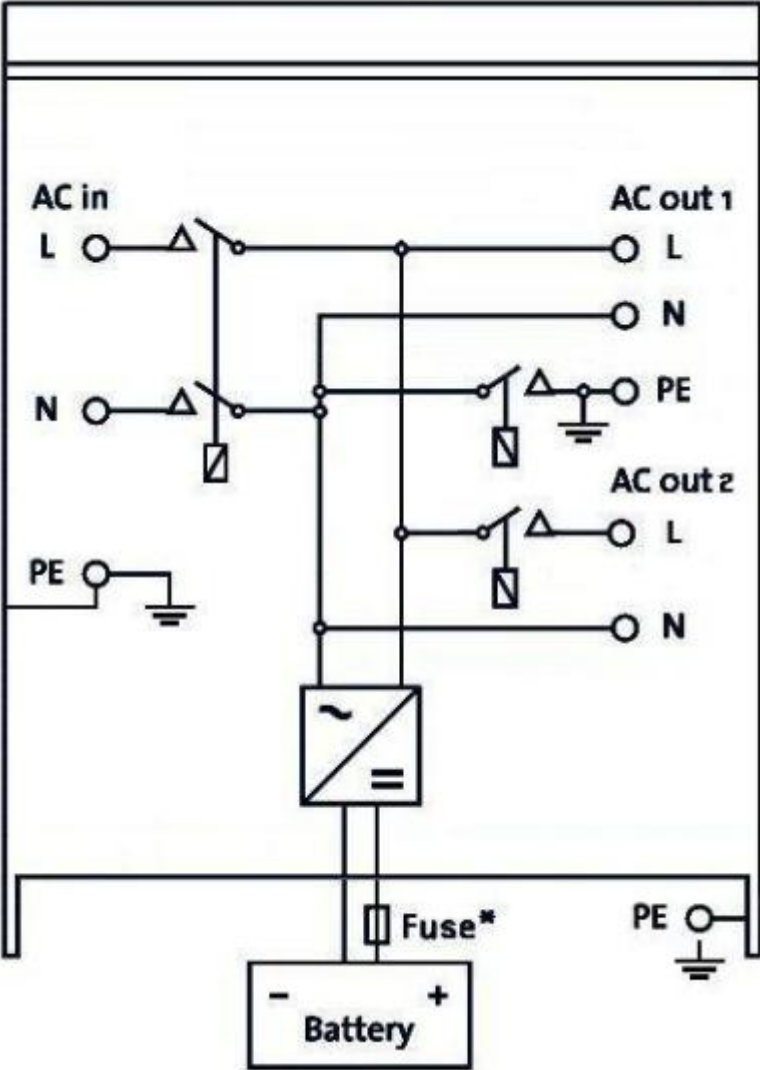 AC in
AC out 1
L
L
N
N
PE
AC out 2
L
PE
N
~
=
Fuse*
PE
- +
Battery